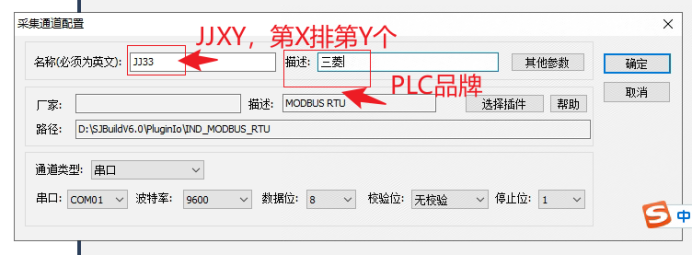 采集通道配置
JJXY，第X排第Y个
名称(必须为英文): JJ33 描述: 三菱 其他参数 确定
PLC品牌
取消
厂家: 描述: MODBUS RTU 选择插件 帮助
路径: D:\SJBuildV6.0\PluginIo\IND_MODBUS_RTU
通道类型: 串口
串口: COM01 波特率: 9600 数据位: 8 校验位: 无校验 停止位: 1
S 中